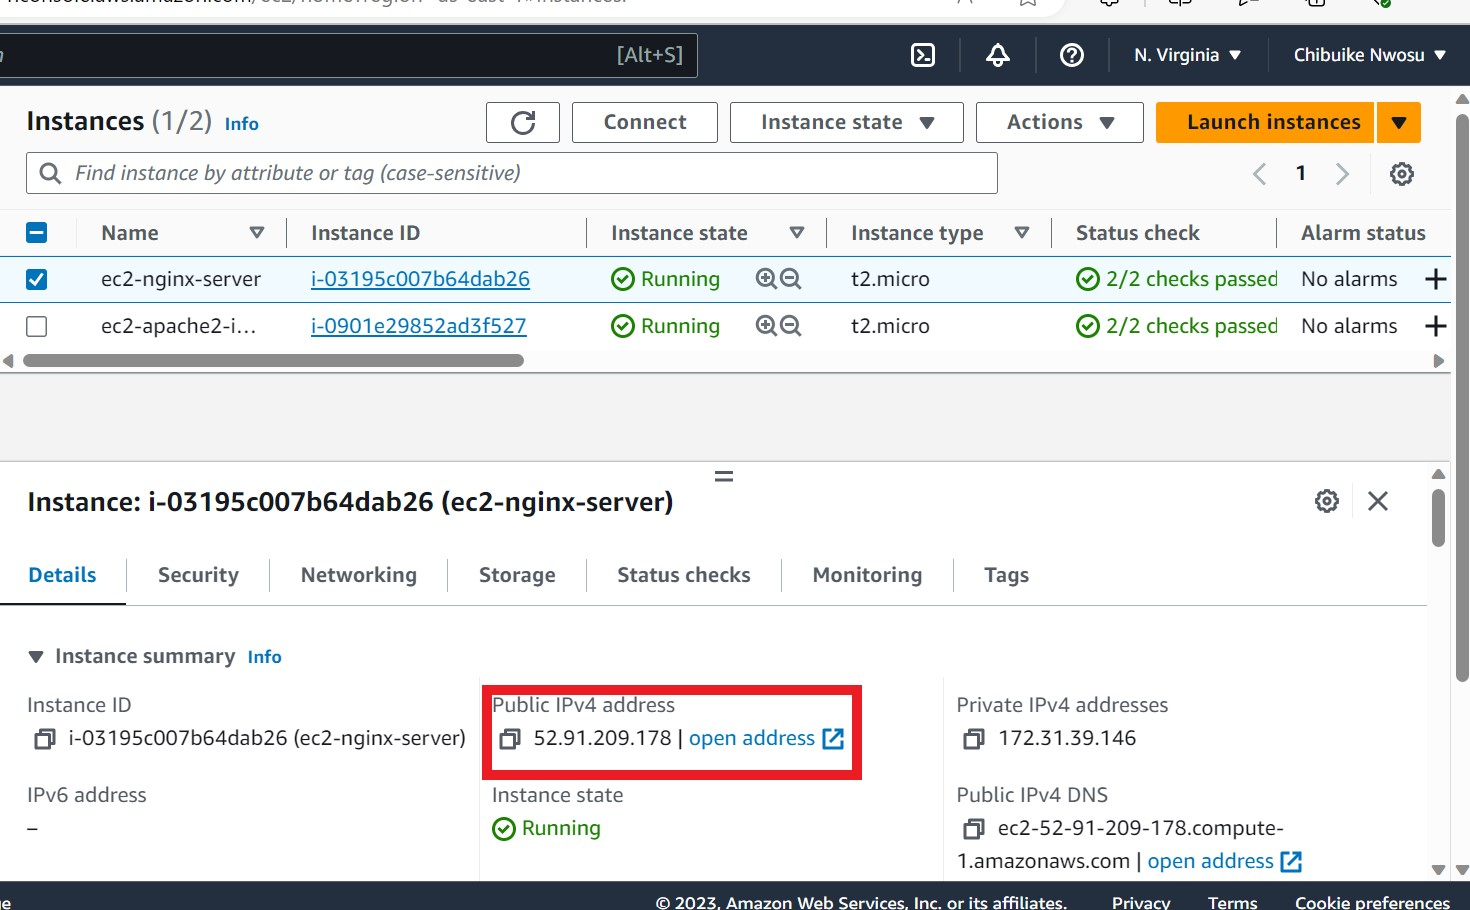 [Alt+S]
N. Virginia
Chibuike Nwosu
Instances (1/2) Info
Connect
Instance state
Actions
Launch instances
Find instance by attribute or tag (case-sensitive)
1
Name Instance ID Instance state Instance type Status check Alarm status
ec2-nginx-server i-03195c007b64dab26 Running t2.micro 2/2 checks passed No alarms
ec2-apache2-i... i-0901e29852ad3f527 Running t2.micro 2/2 checks passed No alarms
Instance: i-03195c007b64dab26 (ec2-nginx-server)
Details Security Networking Storage Status checks Monitoring Tags
Instance summary Info
Instance ID
i-03195c007b64dab26 (ec2-nginx-server)
Public IPv4 address
52.91.209.178 | open address
Private IPv4 addresses
172.31.39.146
IPv6 address
–
Instance state
Running
Public IPv4 DNS
ec2-52-91-209-178.compute-
1.amazonaws.com | open address
© 2023, Amazon Web Services, Inc. or its affiliates. Privacy Terms Cookie preferences